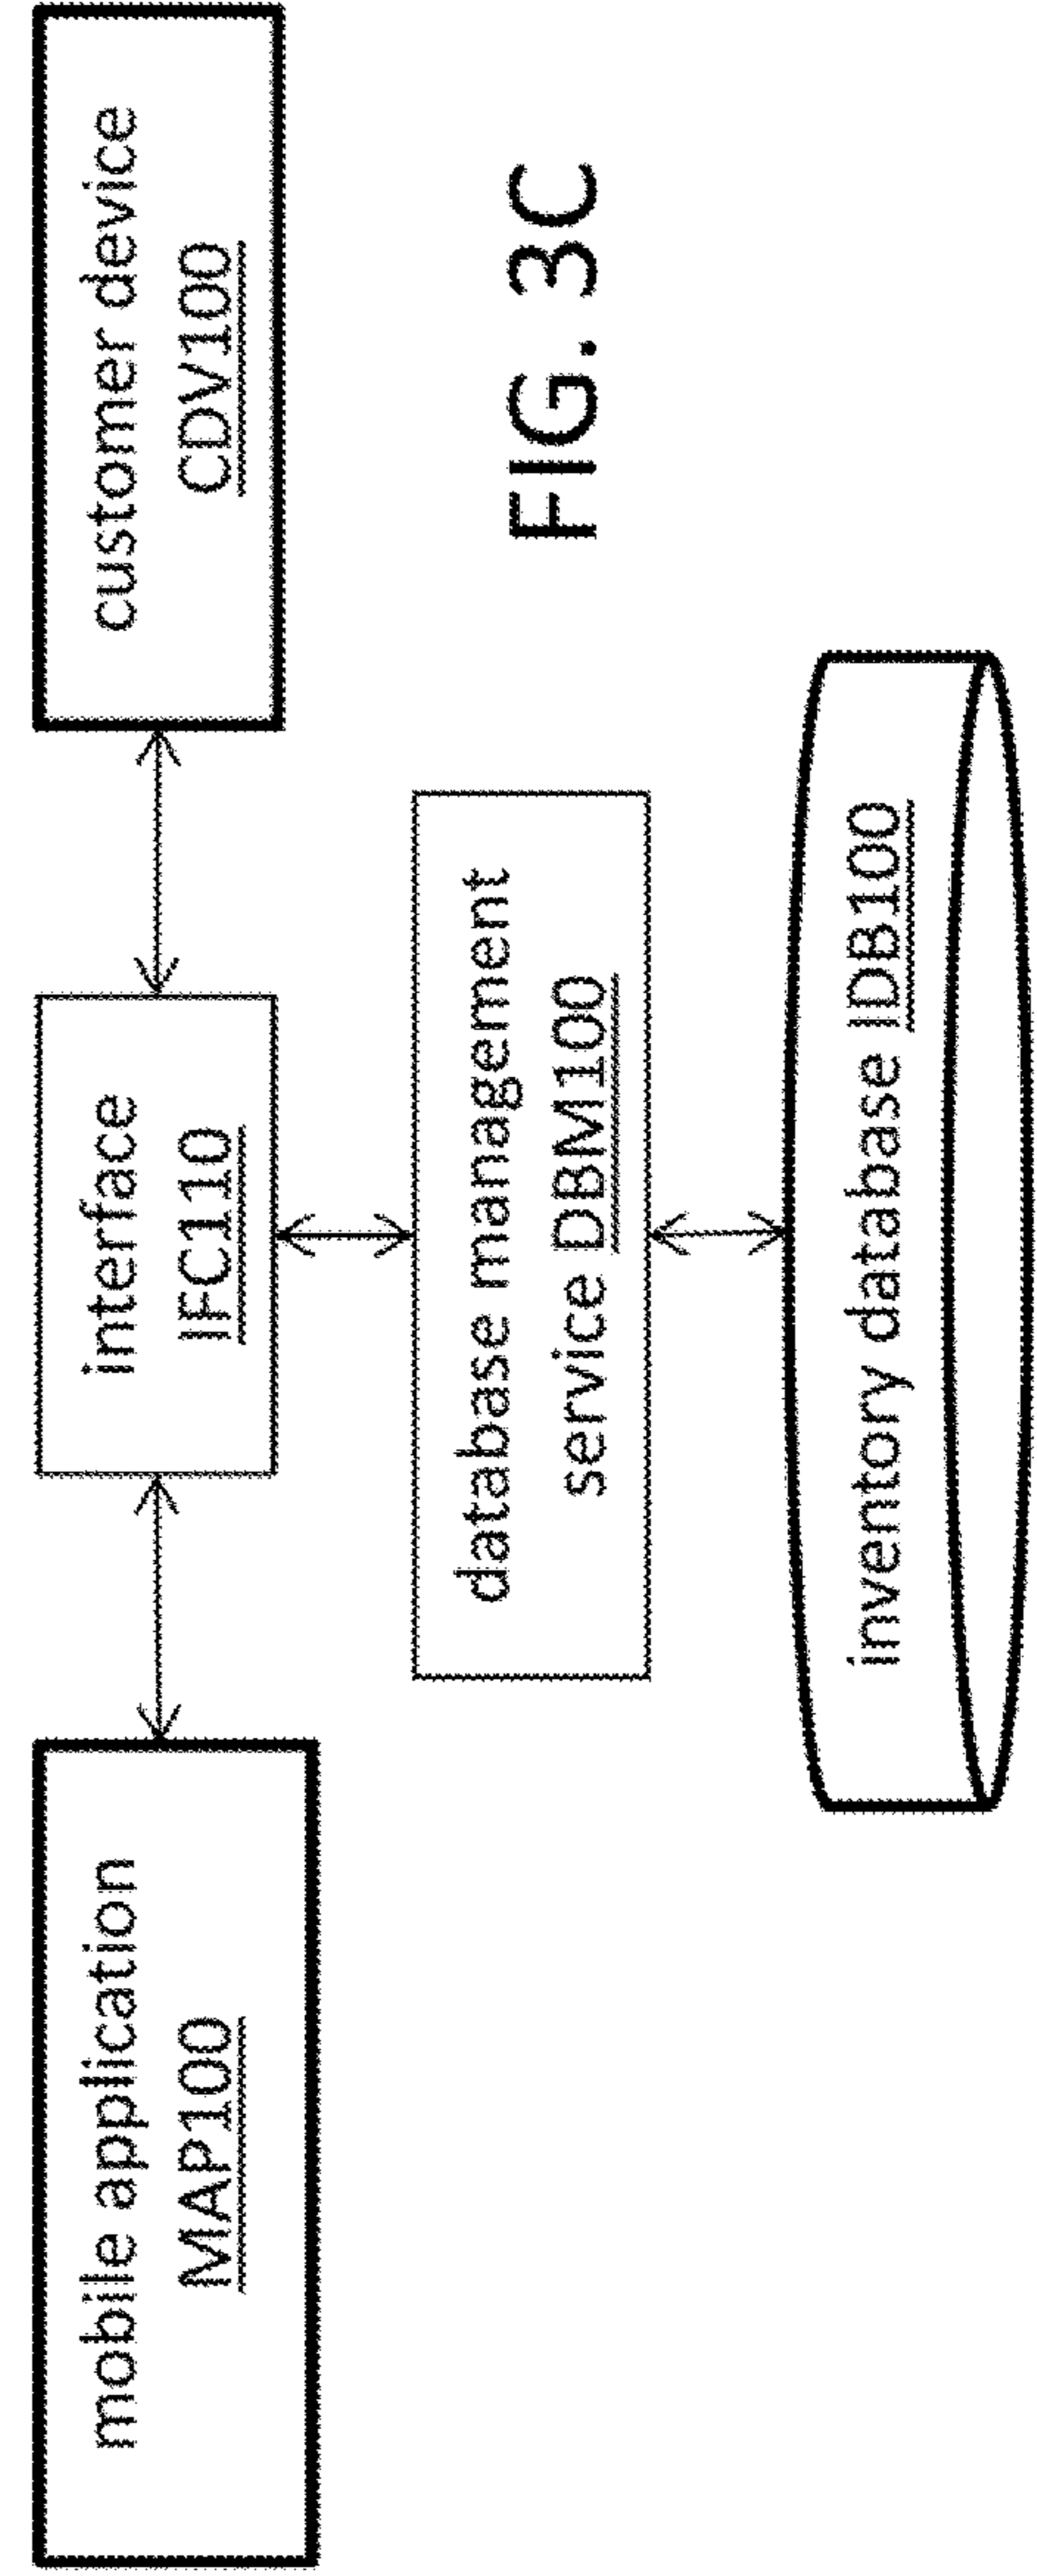 mobile application
MAP100
interface
IFC110
customer device
CDV100
database management
service DBM100
inventory database IDB100
FIG. 3C